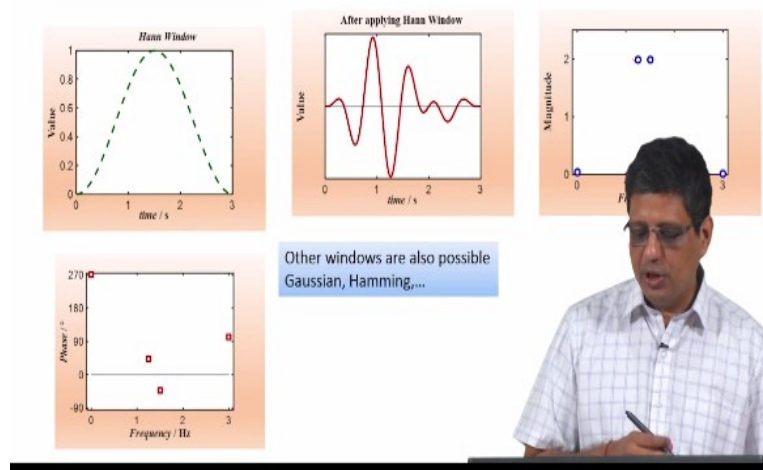 Hann Window
Value
1
0.8
0.6
0.4
0.2
0
0 1 2 3
time / s
After applying Hann Window
Value
0 1 2 3
time / s
Magnitude
2
1
0
3
Phase / °
270
180
90
0
-90
0 1 2 3
Frequency / Hz
Other windows are also possible
Gaussian, Hamming,...